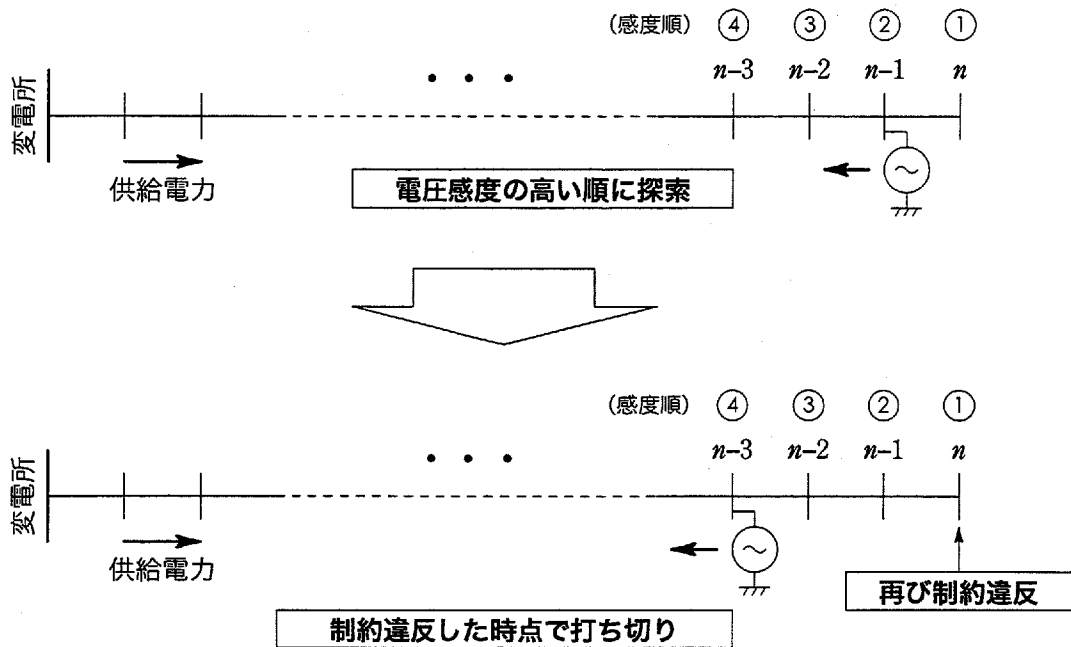 (感度順) ④ ③ ② ①
n−3 n−2 n−1 n
変電所
供給電力
電圧感度の高い順に探索
(感度順) ④ ③ ② ①
n−3 n−2 n−1 n
変電所
供給電力
再び制約違反
制約違反した時点で打ち切り